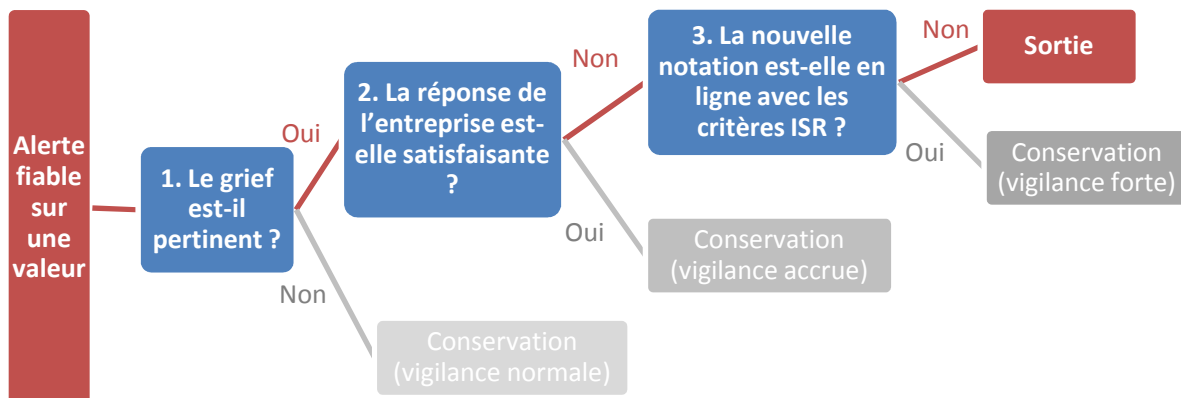 Alerte
fiable
sur
une
valeur
1. Le grief
est-il
pertinent ?
Oui
Non
2. La réponse de
l’entreprise est-
elle satisfaisante
?
Non
Oui
Conservation
(vigilance normale)
3. La nouvelle
notation est-elle en
ligne avec les
critères ISR ?
Conservation
(vigilance accrue)
Non
Oui
Sortie
Conservation
(vigilance forte)